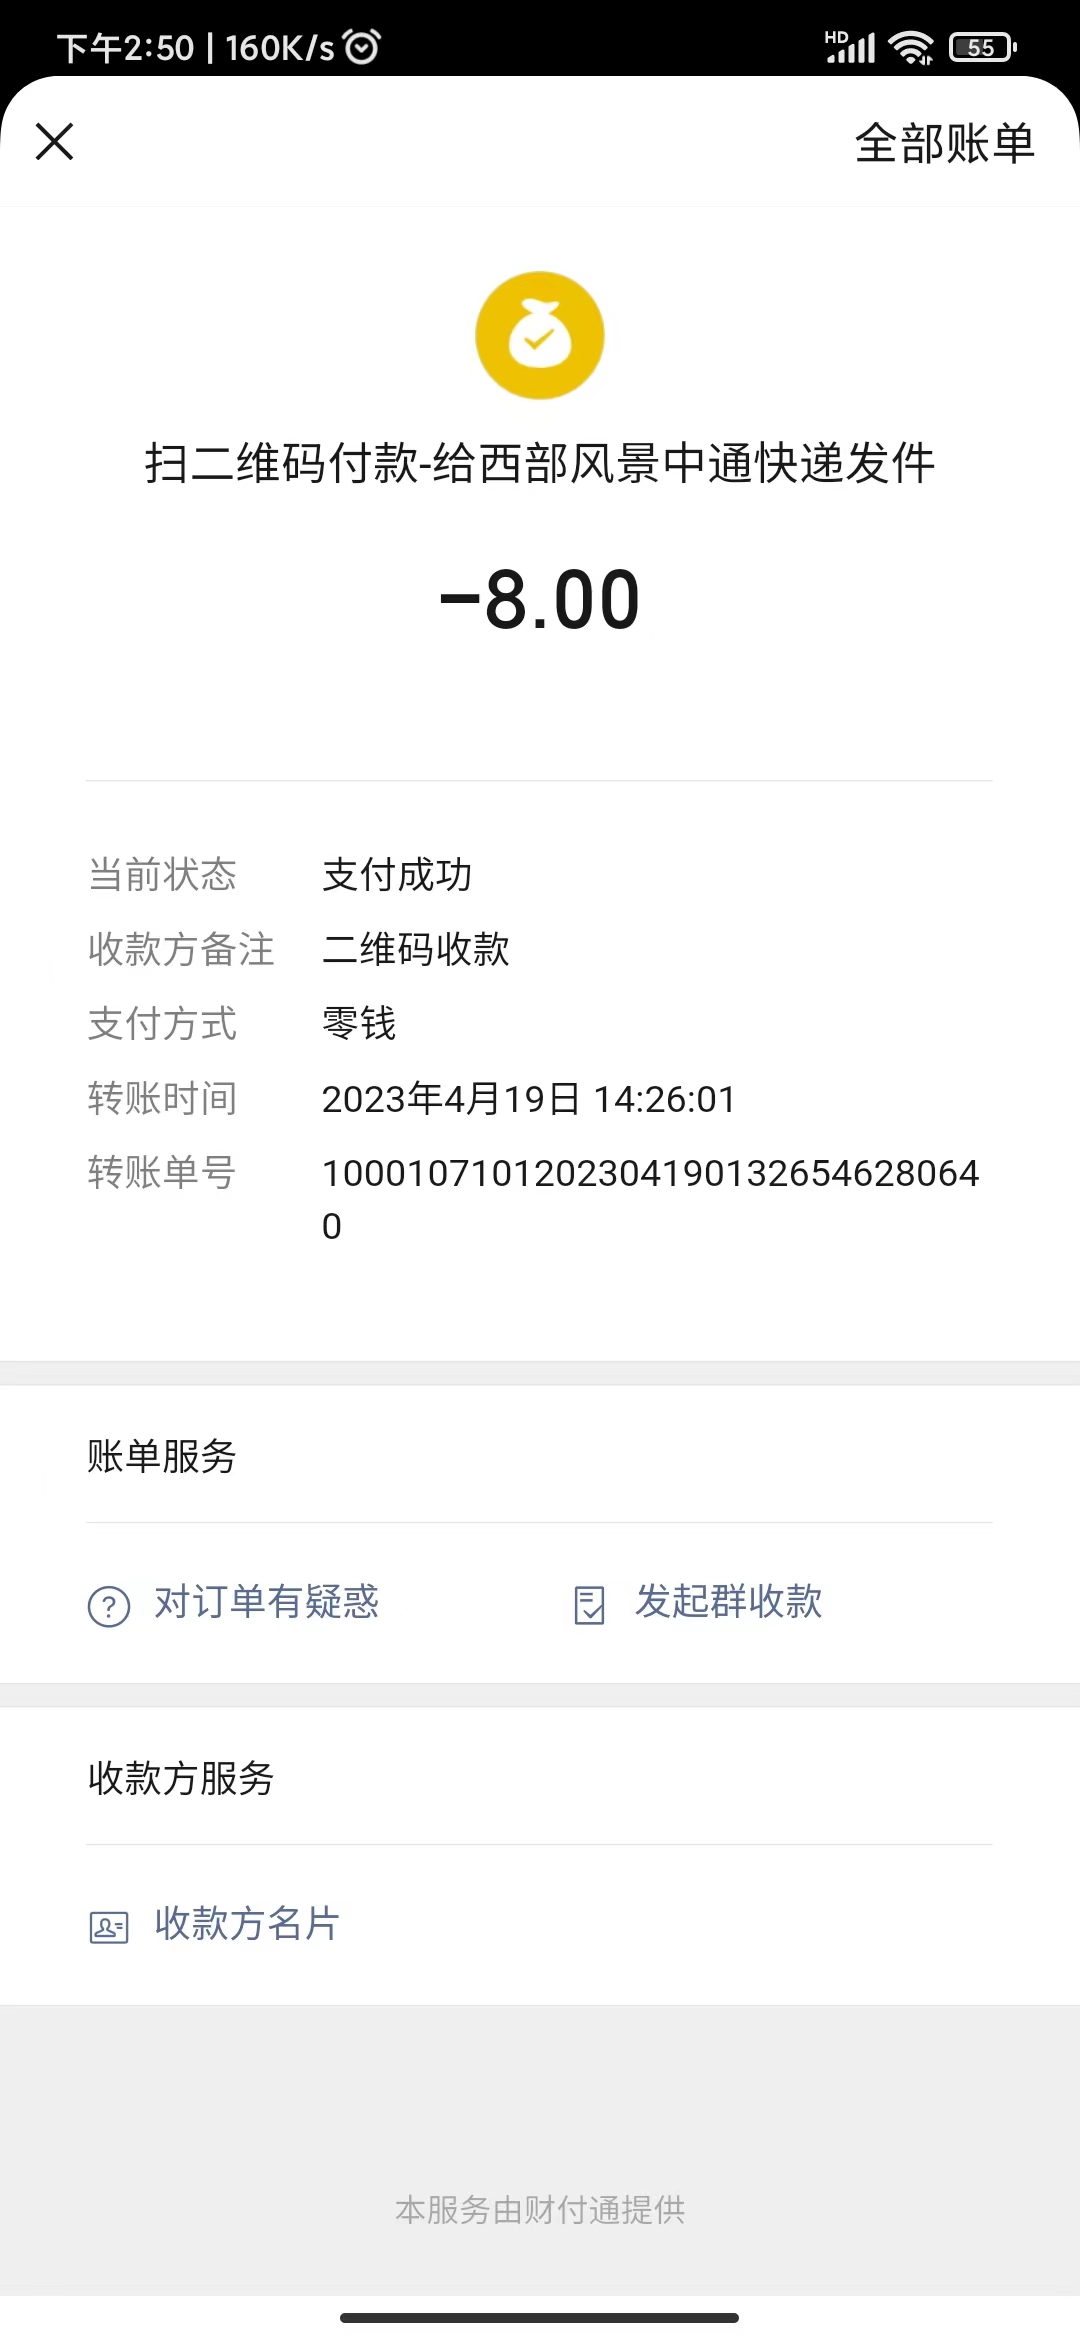 下午2:50 | 160K/s
HD
55
全部账单
扫二维码付款-给西部风景中通快递发件
-8.00
当前状态 支付成功
收款方备注 二维码收款
支付方式 零钱
转账时间 2023年4月19日 14:26:01
转账单号 100010710120230419013265462806​4
0
账单服务
对订单有疑惑 发起群收款
收款方服务
收款方名片
本服务由财付通提供